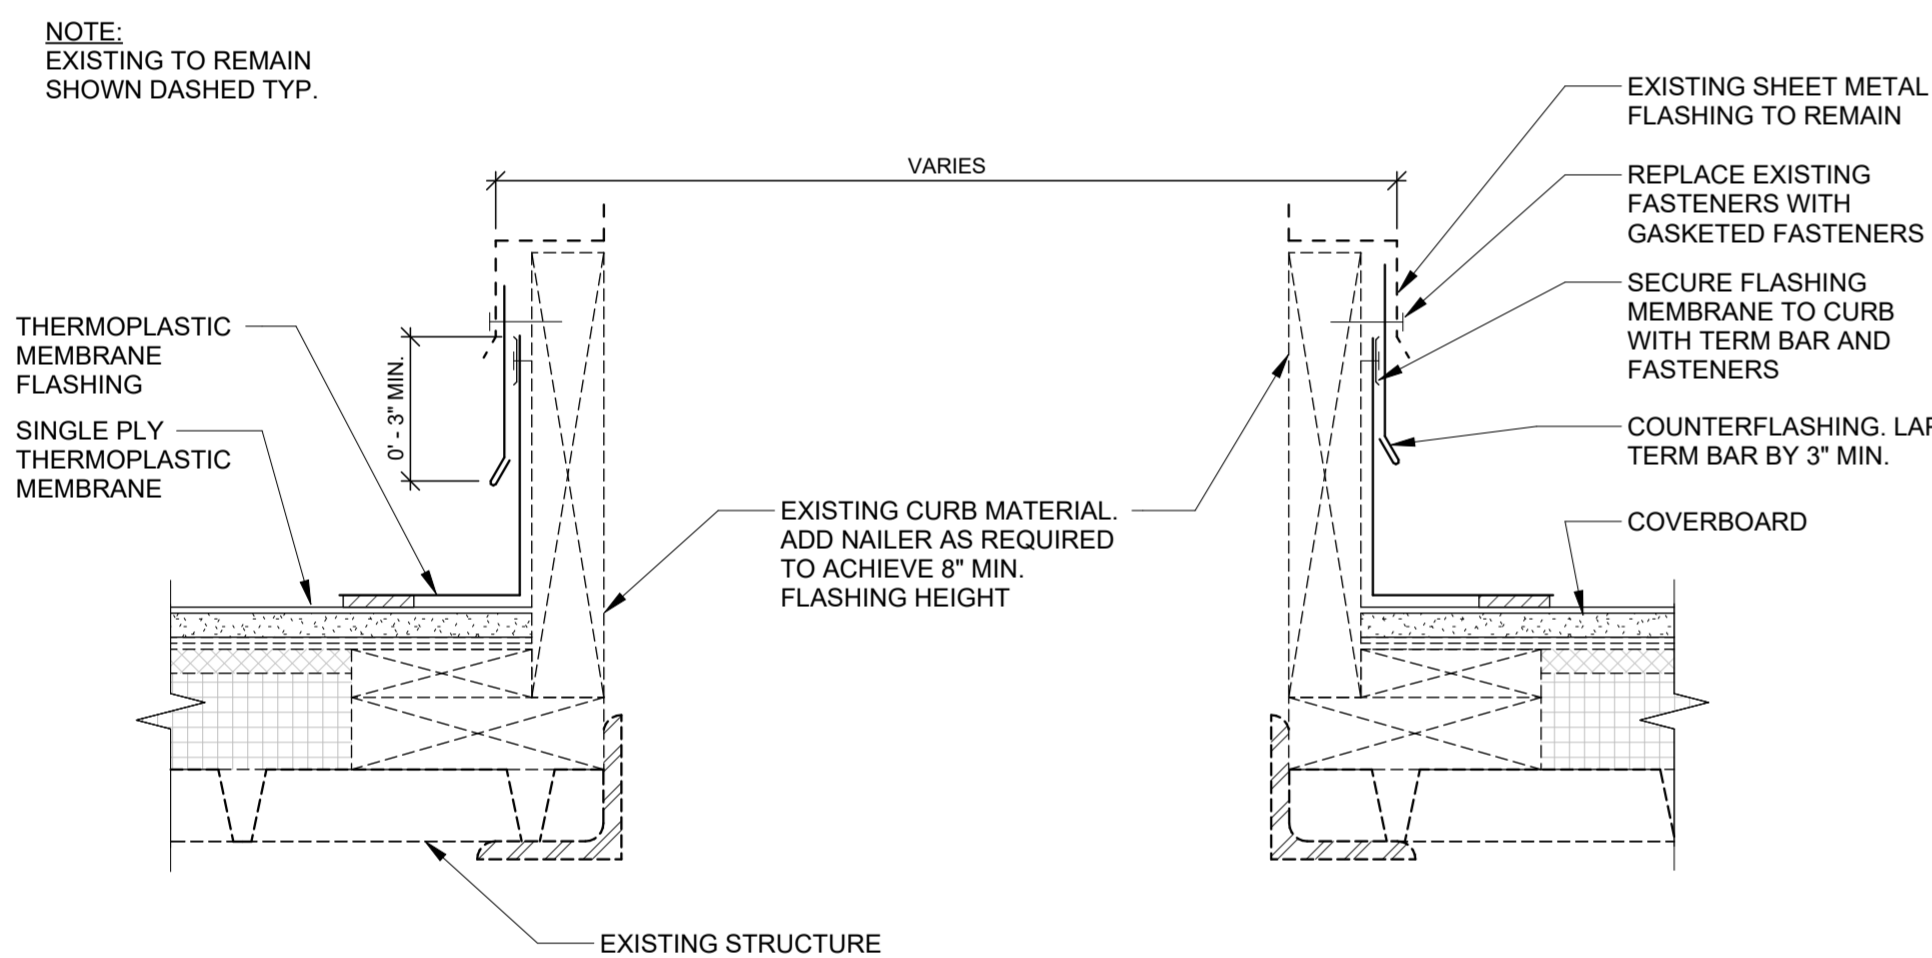 NOTE:
EXISTING TO REMAIN
SHOWN DASHED TYP.
VARIES
EXISTING SHEET METAL
FLASHING TO REMAIN
REPLACE EXISTING
FASTENERS WITH
GASKETED FASTENERS
SECURE FLASHING
MEMBRANE TO CURB
WITH TERM BAR AND
FASTENERS
COUNTERFLASHING.
TERM BAR BY 3" MIN.
COVERBOARD
THERMOPLASTIC
MEMBRANE
FLASHING
SINGLE PLY
THERMOPLASTIC
MEMBRANE
0' - 3" MIN.
EXISTING CURB MATERIAL.
ADD NAILER AS REQUIRED
TO ACHIEVE 8" MIN.
FLASHING HEIGHT
EXISTING STRUCTURE